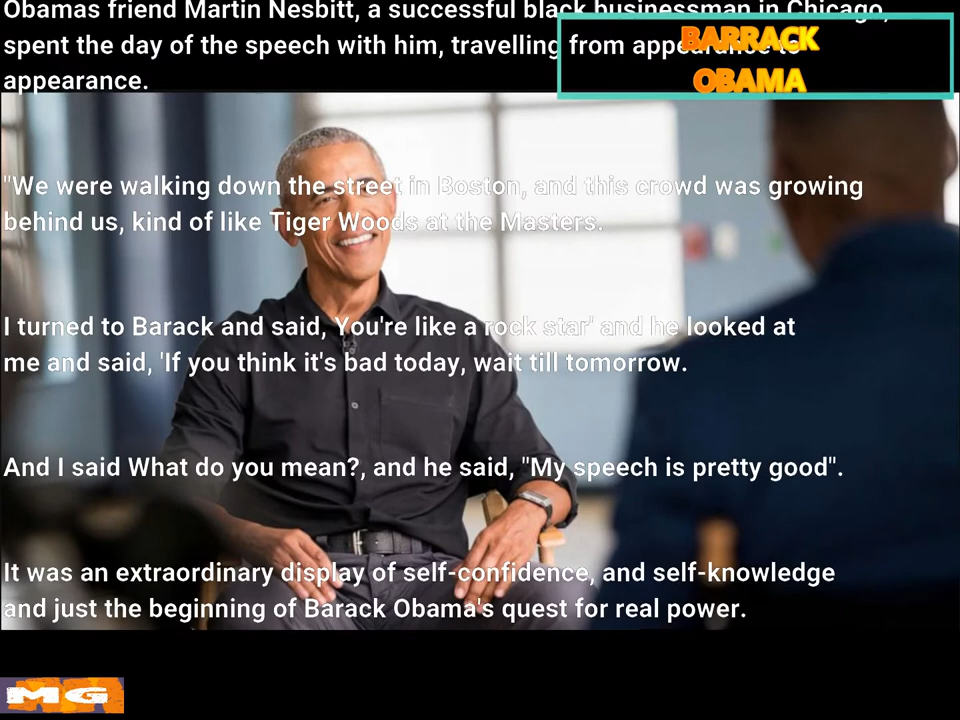 Obamas friend Martin Nesbitt, a successful black businessman in Chicago,
spent the day of the speech with him, travelling from appearance to
appearance.
BARRACK
OBAMA
"We were walking down the street in Boston, and this crowd was growing
behind us, kind of like Tiger Woods at the Masters.
I turned to Barack and said, You're like a rock star' and he looked at
me and said, 'If you think it's bad today, wait till tomorrow.
And I said What do you mean?, and he said, "My speech is pretty good".
It was an extraordinary display of self-confidence, and self-knowledge
and just the beginning of Barack Obama's quest for real power.
MG